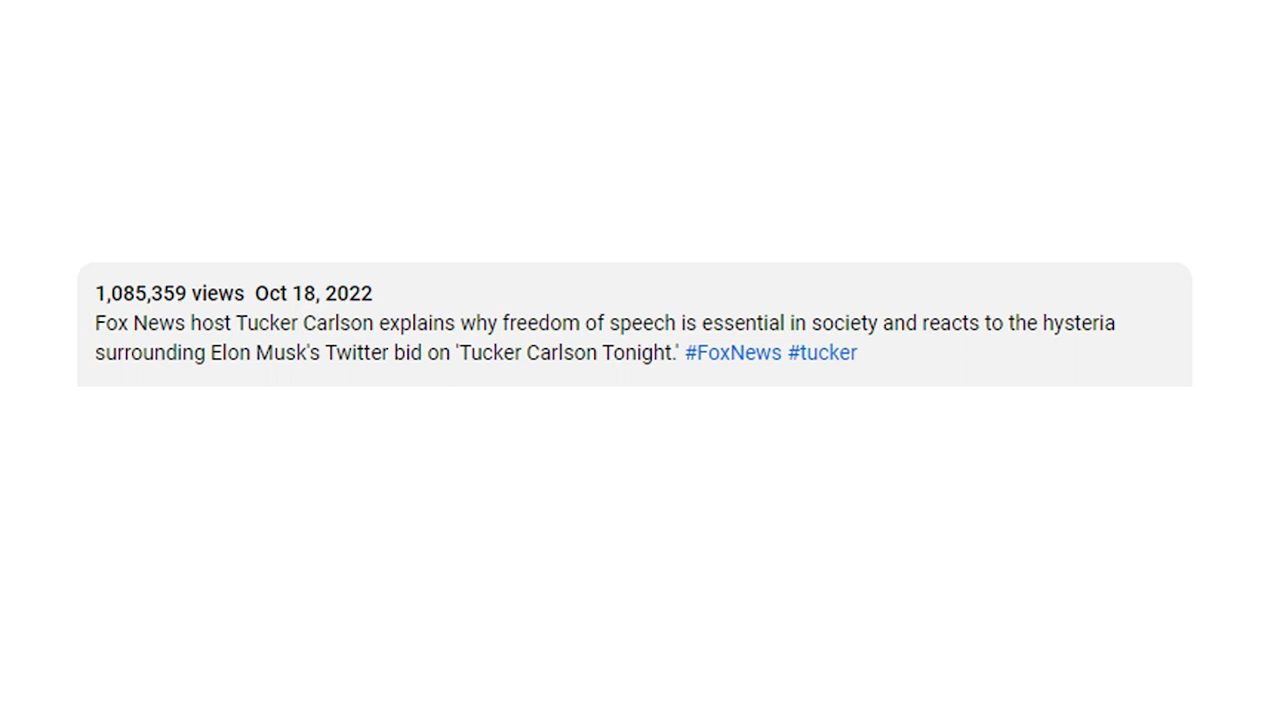 1,085,359 views  Oct 18, 2022
Fox News host Tucker Carlson explains why freedom of speech is essential in society and reacts to the hysteria
surrounding Elon Musk's Twitter bid on 'Tucker Carlson Tonight.' #FoxNews #tucker